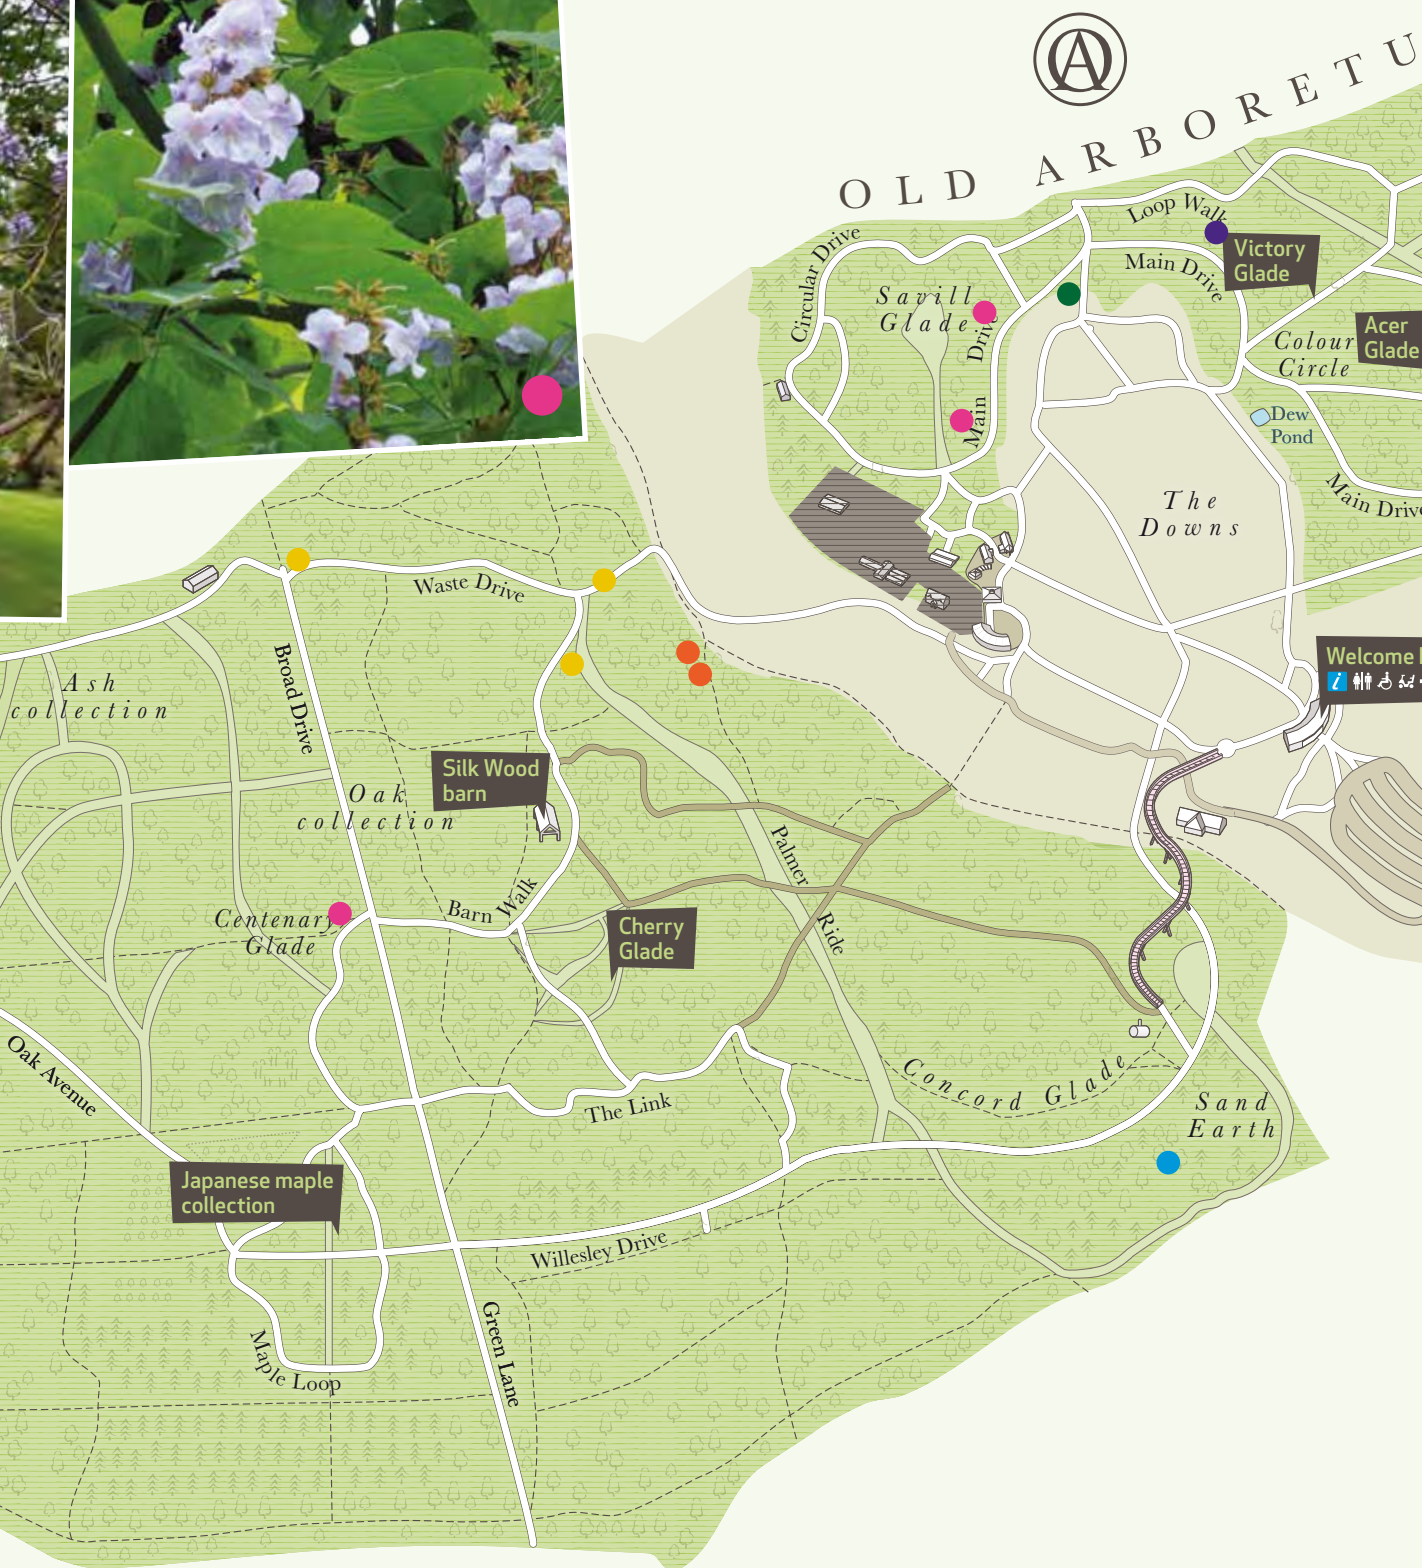 OLD ARBORETU
Loop Walk
Circular Drive
Victory
Glade
Main Drive
Savill
Glade
Acer
Glade
Colour
Circle
Main Drive
Dew
Pond
The
Downs
Main Drive
Waste Drive
Broad Drive
Ash
collection
Welcome
i
Silk Wood
barn
Oak
collection
Palmer Ride
Barn Walk
Centenary
Glade
Cherry
Glade
Oak Avenue
Concord Glade
The Link
Sand
Earth
Japanese maple
collection
Willesley Drive
Green Lane
Maple Loop